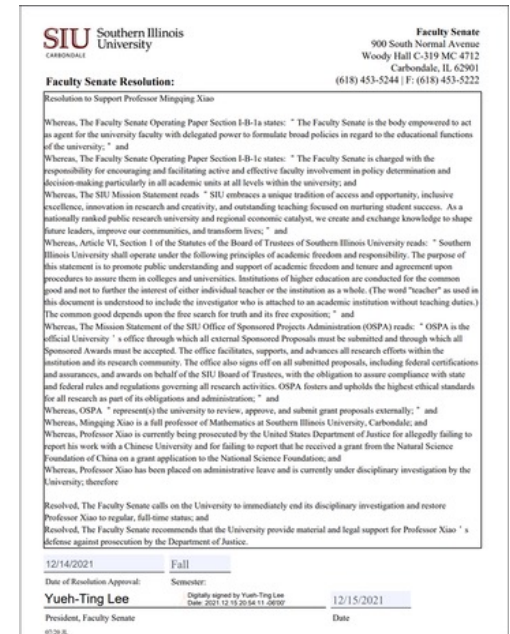 SIU Southern Illinois
University
CARBONDALE
Faculty Senate
900 South Normal Avenue
Woody Hall C-319 MC 4712
Carbondale, IL 62901
(618) 453-5244 | F: (618) 453-5222
Faculty Senate Resolution:
Resolution to Support Professor Mingqing Xiao
Whereas, The Faculty Senate Operating Paper Section I-B-1a states: " The Faculty Senate is the body empowered to act
as agent for the university faculty with delegated power to formulate broad policies in regard to the educational functions
of the university; " and
Whereas, The Faculty Senate Operating Paper Section I-B-1c states: " The Faculty Senate is charged with the
responsibility for encouraging and facilitating active and effective faculty involvement in policy determination and
decision-making particularly in all academic units at all levels within the university; and
Whereas, The SIU Mission Statement reads " SIU embraces a unique tradition of access and opportunity, inclusive
excellence, innovation in research and creativity, and outstanding teaching focused on nurturing student success. As a
nationally ranked public research university and regional economic catalyst, we create and exchange knowledge to shape
future leaders, improve our communities, and transform lives; " and
Whereas, Article VI, Section 1 of the Statutes of the Board of Trustees of Southern Illinois University reads: " Southern
Illinois University shall operate under the following principles of academic freedom and responsibility. The purpose of
this statement is to promote public understanding and support of academic freedom and tenure and agreement upon
procedures to assure them in colleges and universities. Institutions of higher education are conducted for the common
good and not to further the interest of either individual teacher or the institution as a whole. (The word "teacher" as used in
this document is understood to include the investigator who is attached to an academic institution without teaching duties.)
The common good depends upon the free search for truth and its free exposition; " and
Whereas, The Mission Statement of the SIU Office of Sponsored Projects Administration (OSPA) reads: " OSPA is the
official University ' s office through which all external Sponsored Proposals must be submitted and through which all
Sponsored Awards must be accepted. The office facilitates, supports, and advances all research efforts within the
institution and its research community. The office also signs off on all submitted proposals, including federal certifications
and assurances, and awards on behalf of the SIU Board of Trustees, with the obligation to assure compliance with state
and federal rules and regulations governing all research activities. OSPA fosters and upholds the highest ethical standards
for all research as part of its obligations and administration; " and
Whereas, OSPA " represent(s) the university to review, approve, and submit grant proposals externally; " and
Whereas, Mingqing Xiao is a full professor of Mathematics at Southern Illinois University, Carbondale; and
Whereas, Professor Xiao is currently being prosecuted by the United States Department of Justice for allegedly failing to
report his work with a Chinese University and for failing to report that he received a grant from the Natural Science
Foundation of China on a grant application to the National Science Foundation; and
Whereas, Professor Xiao has been placed on administrative leave and is currently under disciplinary investigation by the
University; therefore
Resolved, The Faculty Senate calls on the University to immediately end its disciplinary investigation and restore
Professor Xiao to regular, full-time status; and
Resolved, The Faculty Senate recommends that the University provide material and legal support for Professor Xiao ' s
defense against prosecution by the Department of Justice.
12/14/2021 Fall
Date of Resolution Approval: Semester:
Yueh-Ting Lee Digitally signed by Yueh-Ting Lee
Date: 2021.12.15 20:54:11 -06'00' 12/15/2021
President, Faculty Senate Date